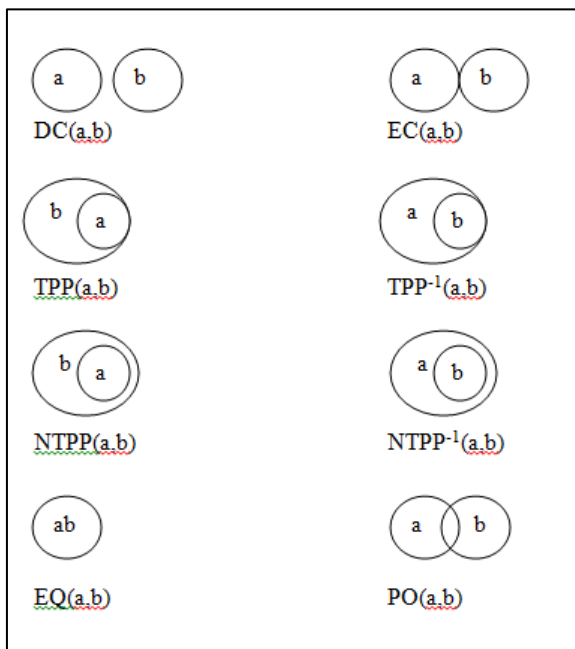 a b a b
DC(a,b) EC(a,b)
b a a b
TPP(a,b) TPP⁻¹(a,b)
b a a b
NTPP(a,b) NTPP⁻¹(a,b)
ab a b
EQ(a,b) PO(a,b)